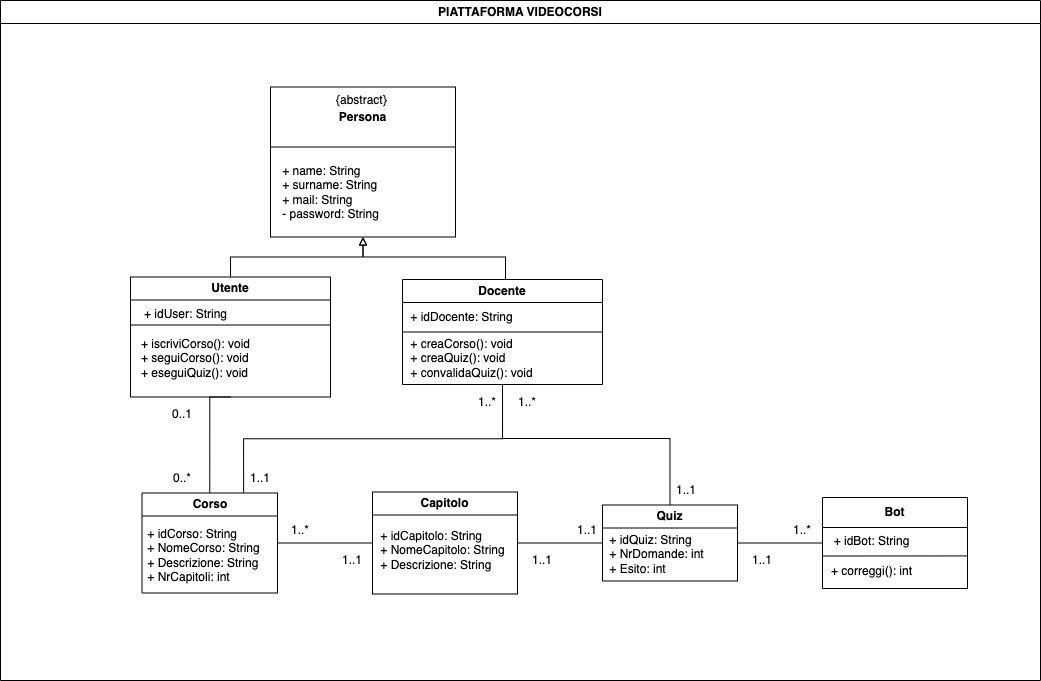 PIATTAFORMA VIDEOCORSI
{abstract}
Persona
+ name: String
+ surname: String
+ mail: String
- password: String
Utente
+ idUser: String
+ iscriviCorso(): void
+ seguiCorso(): void
+ eseguiQuiz(): void
Docente
+ idDocente: String
+ creaCorso(): void
+ creaQuiz(): void
+ convalidaQuiz(): void
0..1
1..*
1..*
0..*
1..1
1..1
Corso
+ idCorso: String
+ NomeCorso: String
+ Descrizione: String
+ NrCapitoli: int
1..*
1..1
Capitolo
+ idCapitolo: String
+ NomeCapitolo: String
+ Descrizione: String
1..1
1..1
Quiz
+ idQuiz: String
+ NrDomande: int
+ Esito: int
1..*
1..1
Bot
+ idBot: String
+ correggi(): int